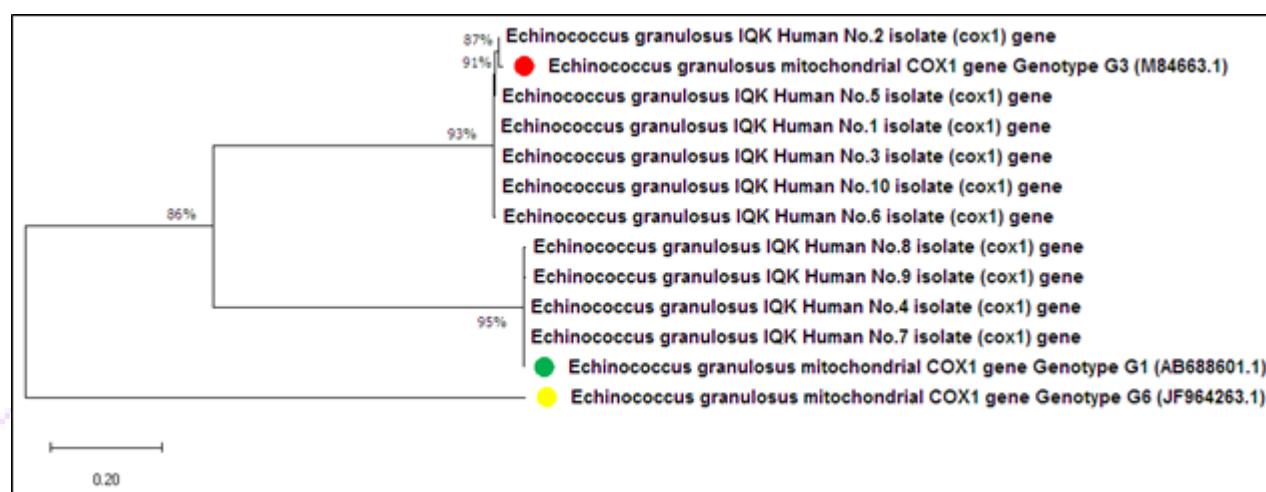 87%
Echinococcus granulosus IQK Human No.2 isolate (cox1) gene
91%
Echinococcus granulosus mitochondrial COX1 gene Genotype G3 (M84663.1)
Echinococcus granulosus IQK Human No.5 isolate (cox1) gene
Echinococcus granulosus IQK Human No.1 isolate (cox1) gene
93%
Echinococcus granulosus IQK Human No.3 isolate (cox1) gene
Echinococcus granulosus IQK Human No.10 isolate (cox1) gene
86%
Echinococcus granulosus IQK Human No.6 isolate (cox1) gene
Echinococcus granulosus IQK Human No.8 isolate (cox1) gene
Echinococcus granulosus IQK Human No.9 isolate (cox1) gene
Echinococcus granulosus IQK Human No.4 isolate (cox1) gene
95%
Echinococcus granulosus IQK Human No.7 isolate (cox1) gene
Echinococcus granulosus mitochondrial COX1 gene Genotype G1 (AB688601.1)
Echinococcus granulosus mitochondrial COX1 gene Genotype G6 (JF964263.1)
0.20